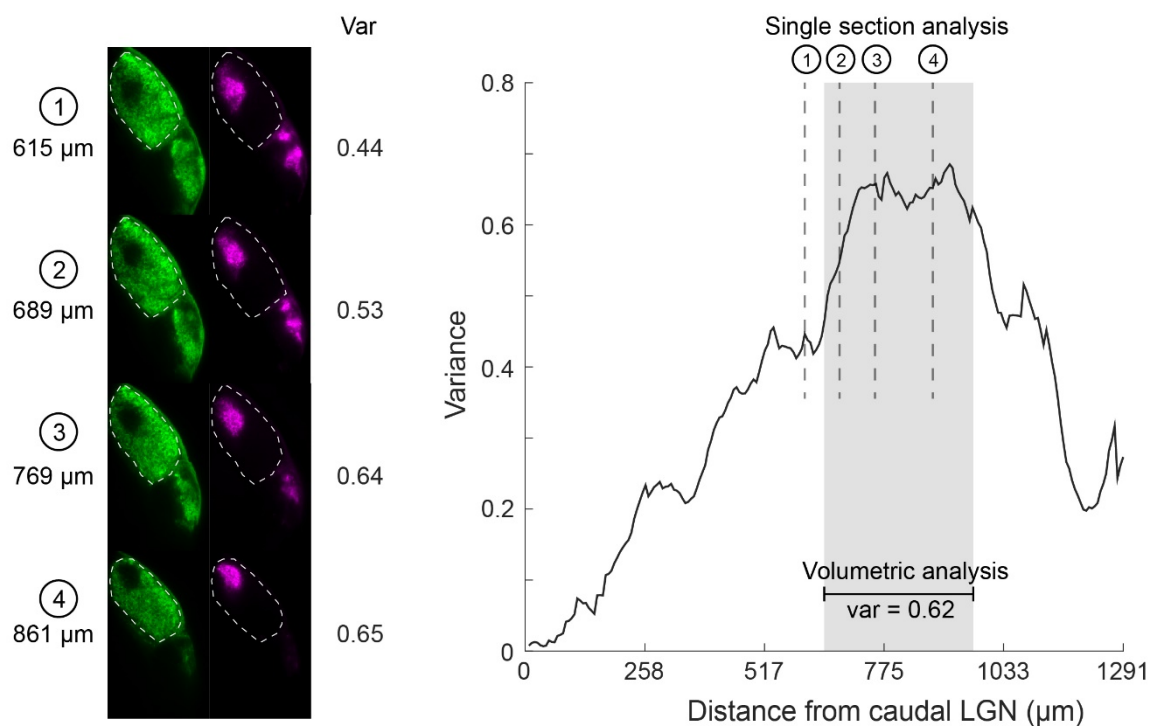 Var
1
615 µm
0.44
2
689 µm
0.53
3
769 µm
0.64
4
861 µm
0.65
Single section analysis
1 2 3 4
0.8
0.6
0.4
0.2
0
Variance
Volumetric analysis
var = 0.62
0 258 517 775 1033 1291
Distance from caudal LGN (µm)